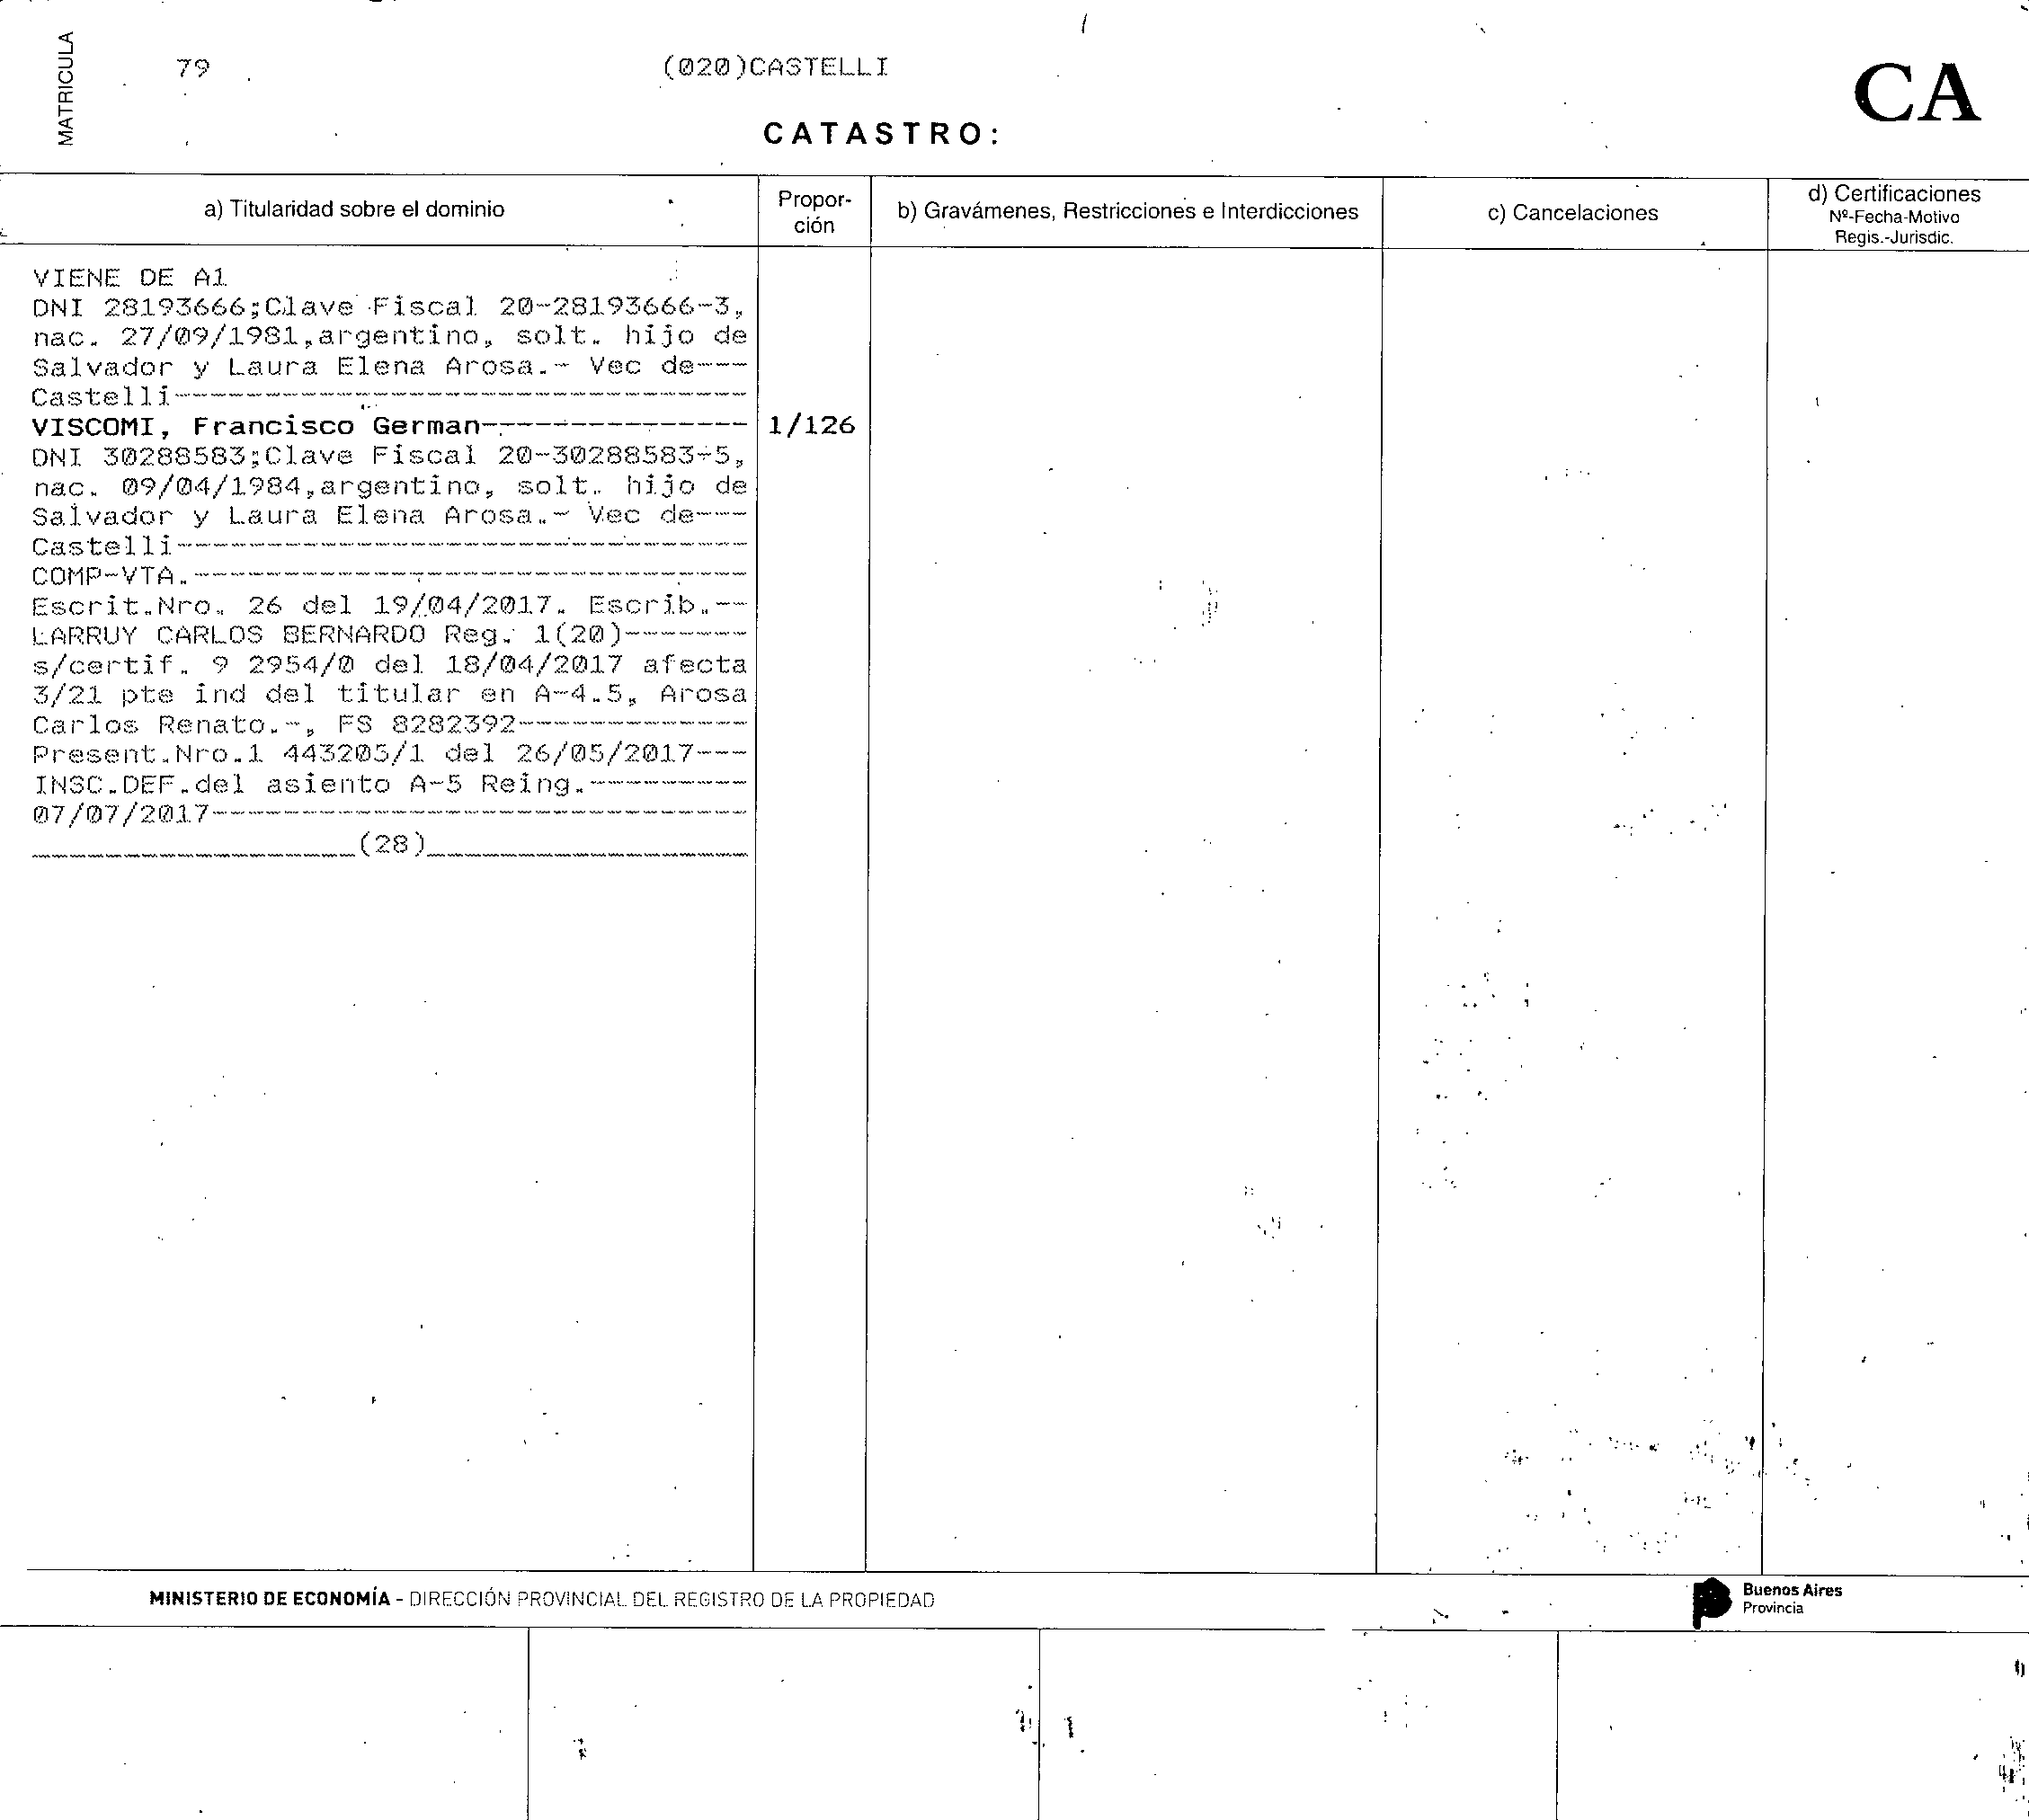 MATRICULA
79
(020)CASTELLI
CA
CATASTRO:
a) Titularidad sobre el dominio
Propor-
ción
b) Gravámenes, Restricciones e Interdicciones
c) Cancelaciones
d) Certificaciones
Nº-Fecha-Motivo
Regis.-Jurisdic.
VIENE DE A1
DNI 28193666;Clave Fiscal 20-28193666-3,
nac. 27/09/1981,argentino, solt. hijo de
Salvador y Laura Elena Arosa.- Vec de---
Castelli--------------------------------
VISCOMI, Francisco German--------------- 1/126
DNI 30288583;Clave Fiscal 20-30288583-5,
nac. 09/04/1984,argentino, solt. hijo de
Salvador y Laura Elena Arosa.- Vec de---
Castelli--------------------------------
COMP-VTA.-------------------------------
Escrit.Nro. 26 del 19/04/2017. Escrib.--
LARRUY CARLOS BERNARDO Reg. 1(20)-------
s/certif. 9 2954/0 del 18/04/2017 afecta
3/21 pte ind del titular en A-4.5, Arosa
Carlos Renato.-, FS 8282392-------------
Present.Nro.1 443205/1 del 26/05/2017---
INSC.DEF.del asiento A-5 Reing.---------
07/07/2017------------------------------
__________________(28)__________________
MINISTERIO DE ECONOMÍA - DIRECCIÓN PROVINCIAL DEL REGISTRO DE LA PROPIEDAD
Buenos Aires
Provincia